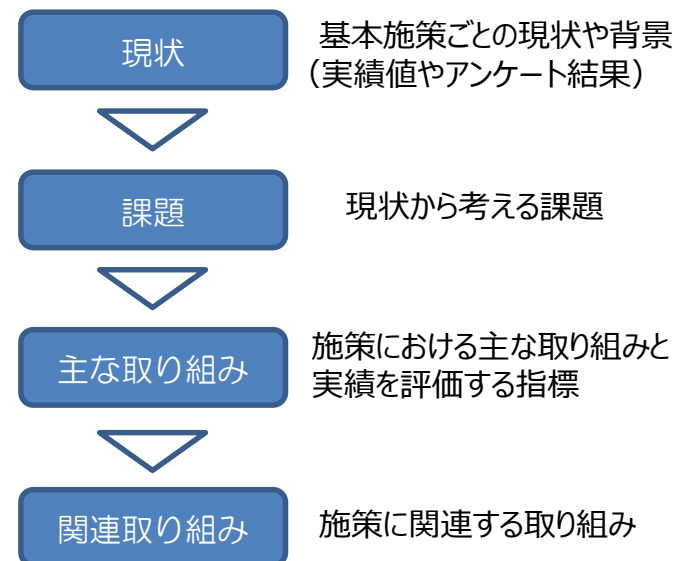 現状
基本施策ごとの現状や背景
（実績値やアンケート結果）
課題
現状から考える課題
主な取り組み
施策における主な取り組みと
実績を評価する指標
関連取り組み
施策に関連する取り組み